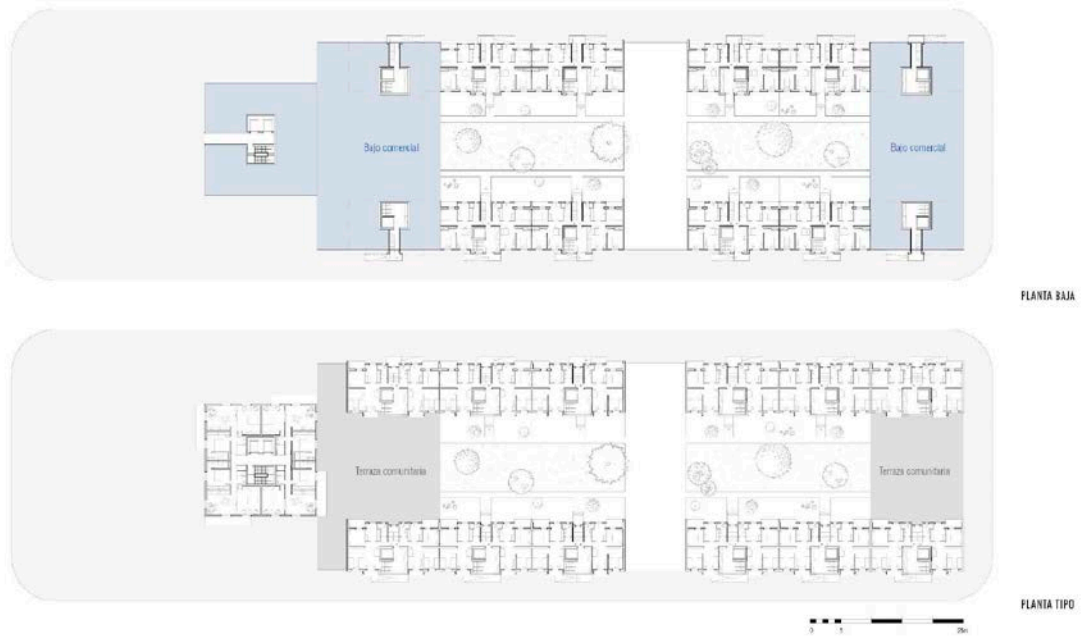 Bajo comercial
Bajo comercial
PLANTA BAJA
Terraza comunitaria
Terraza comunitaria
PLANTA TIPO
0 5 25m